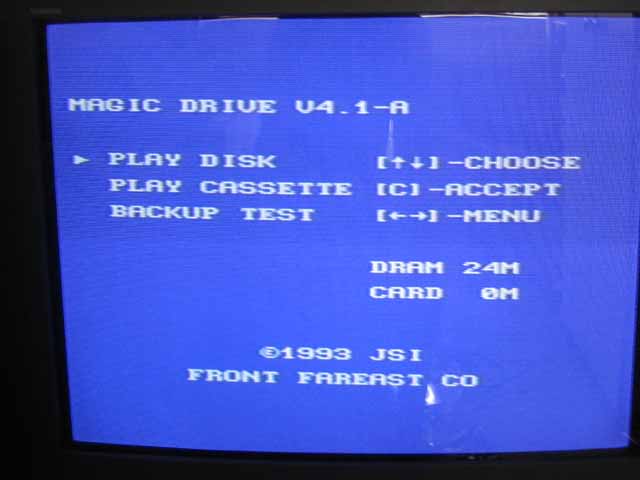 MAGIC DRIVE V4.1-A
► PLAY DISK [↑↓]-CHOOSE
PLAY CASSETTE [C]-ACCEPT
BACKUP TEST [←→]-MENU
DRAM 24M
CARD 0M
©1993 JSI
FRONT FAREAST CO